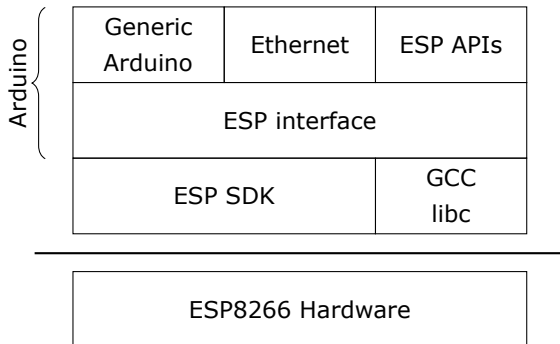 Arduino
Generic
Arduino
Ethernet
ESP APIs
ESP interface
ESP SDK
GCC
libc
ESP8266 Hardware